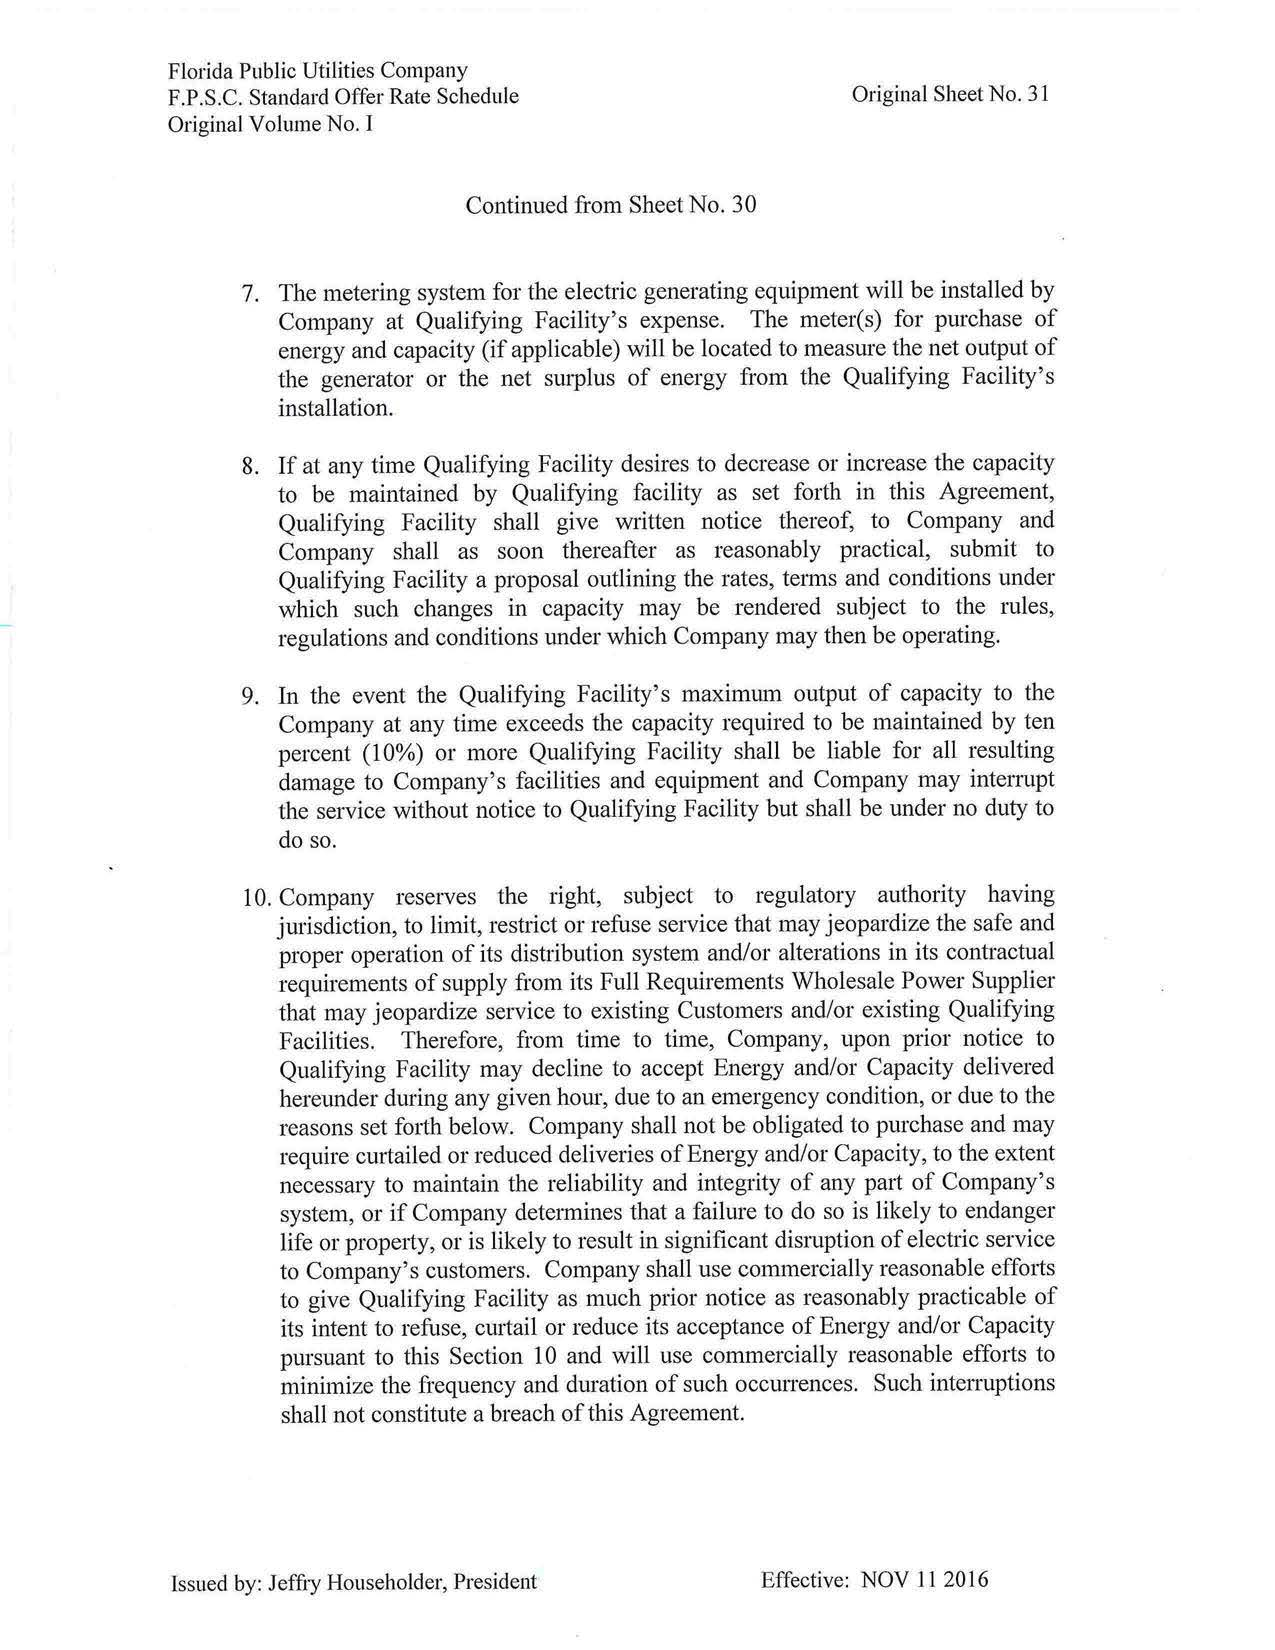 Florida Public Utilities Company
F.P.S.C. Standard Offer Rate Schedule
Original Sheet No. 31
Original Volume No. I
Continued from Sheet No. 30
7. The metering system for the electric generating equipment will be installed by
Company at Qualifying Facility's expense. The meter(s) for purchase of
energy and capacity (if applicable) will be located to measure the net output of
the generator or the net surplus of energy from the Qualifying Facility's
installation.
8. If at any time Qualifying Facility desires to decrease or increase the capacity
to be maintained by Qualifying facility as set forth in this Agreement,
Qualifying Facility shall give written notice thereof, to Company and
Company shall as soon thereafter as reasonably practical, submit to
Qualifying Facility a proposal outlining the rates, terms and conditions under
which such changes in capacity may be rendered subject to the rules,
regulations and conditions under which Company may then be operating.
9. In the event the Qualifying Facility's maximum output of capacity to the
Company at any time exceeds the capacity required to be maintained by ten
percent (10%) or more Qualifying Facility shall be liable for all resulting
damage to Company's facilities and equipment and Company may interrupt
the service without notice to Qualifying Facility but shall be under no duty to
do so.
10. Company reserves the right, subject to regulatory authority having
jurisdiction, to limit, restrict or refuse service that may jeopardize the safe and
proper operation of its distribution system and/or alterations in its contractual
requirements of supply from its Full Requirements Wholesale Power Supplier
that may jeopardize service to existing Customers and/or existing Qualifying
Facilities. Therefore, from time to time, Company, upon prior notice to
Qualifying Facility may decline to accept Energy and/or Capacity delivered
hereunder during any given hour, due to an emergency condition, or due to the
reasons set forth below. Company shall not be obligated to purchase and may
require curtailed or reduced deliveries of Energy and/or Capacity, to the extent
necessary to maintain the reliability and integrity of any part of Company's
system, or if Company determines that a failure to do so is likely to endanger
life or property, or is likely to result in significant disruption of electric service
to Company's customers. Company shall use commercially reasonable efforts
to give Qualifying Facility as much prior notice as reasonably practicable of
its intent to refuse, curtail or reduce its acceptance of Energy and/or Capacity
pursuant to this Section 10 and will use commercially reasonable efforts to
minimize the frequency and duration of such occurrences. Such interruptions
shall not constitute a breach of this Agreement.
Issued by: Jeffry Householder, President
Effective: NOV 11 2016